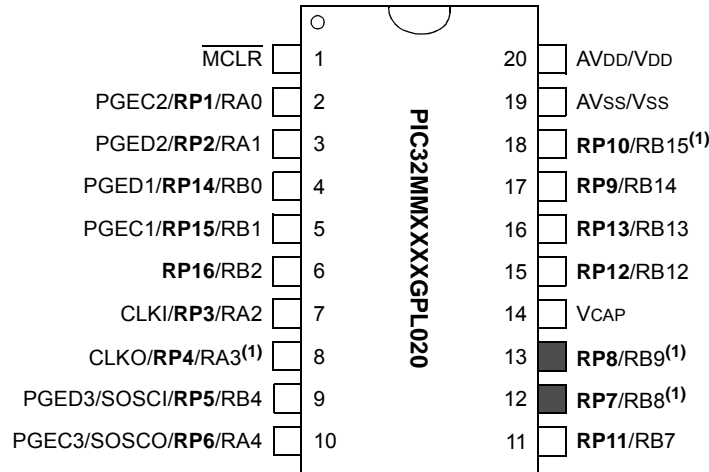 MCLR 1 20 AVDD/VDD
PGEC2/RP1/RA0 2 19 AVSS/VSS
PGED2/RP2/RA1 3 18 RP10/RB15(1)
PGED1/RP14/RB0 4 17 RP9/RB14
PGEC1/RP15/RB1 5 16 RP13/RB13
RP16/RB2 6 15 RP12/RB12
CLKI/RP3/RA2 7 14 VCAP
CLKO/RP4/RA3(1) 8 13 RP8/RB9(1)
PGED3/SOSCI/RP5/RB4 9 12 RP7/RB8(1)
PGEC3/SOSCO/RP6/RA4 10 11 RP11/RB7
PIC32MMXXXXGPL020